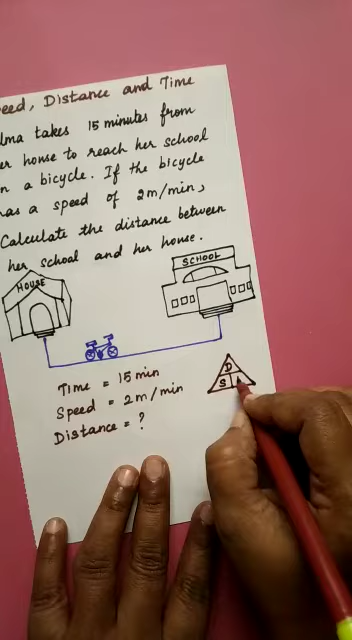 eed, Distance and Time
lma takes 15 minutes from
er house to reach her school
n a bicycle. If the bicycle
as a speed of 2m/min,
Calculate the distance between
her school and her house.
SCHOOL
HOUSE
Time = 15 min
Speed = 2 m/min
Distance = ?
D
S